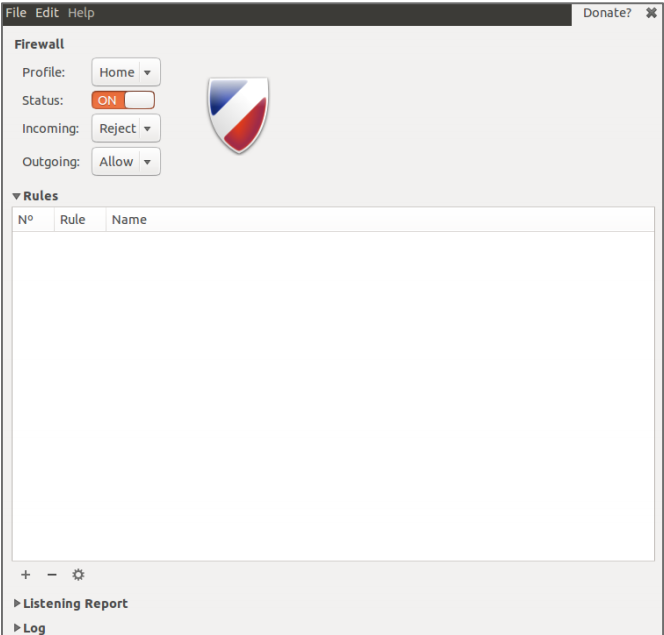 File Edit Help Donate?
Firewall
Profile: Home
Status: ON
Incoming: Reject
Outgoing: Allow
Rules
Nº Rule Name
Listening Report
Log